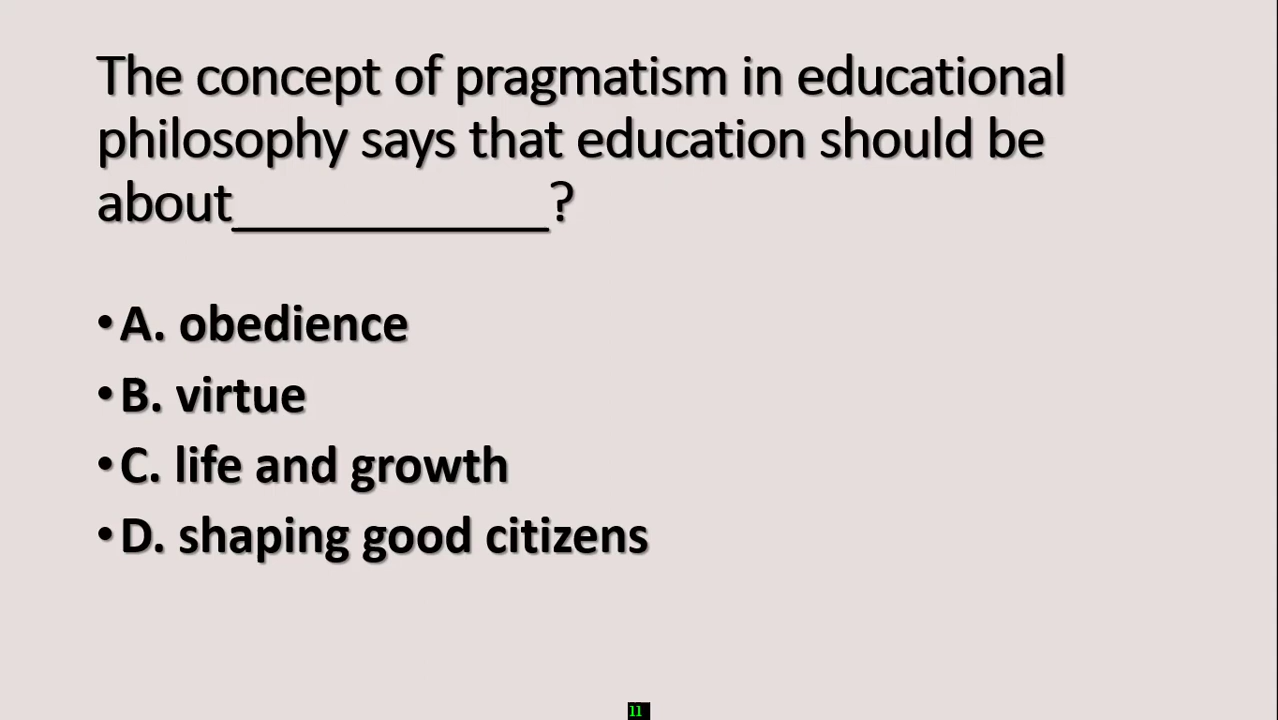 The concept of pragmatism in educational
philosophy says that education should be
about____________?
•A. obedience
•B. virtue
•C. life and growth
•D. shaping good citizens
11